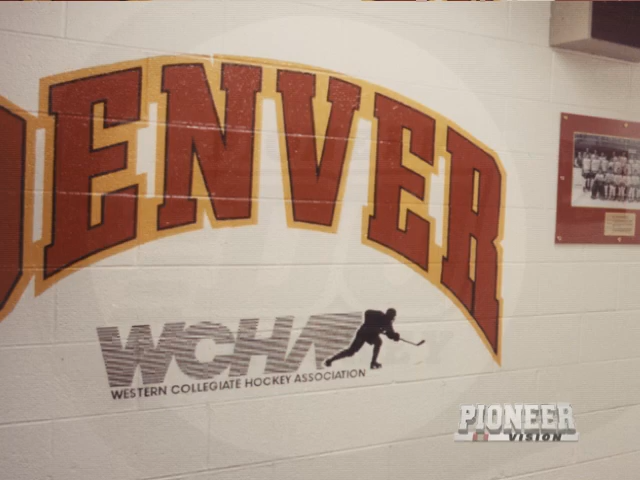 DENVER
WCHA
WESTERN COLLEGIATE HOCKEY ASSOCIATION
PIONEER
VISION